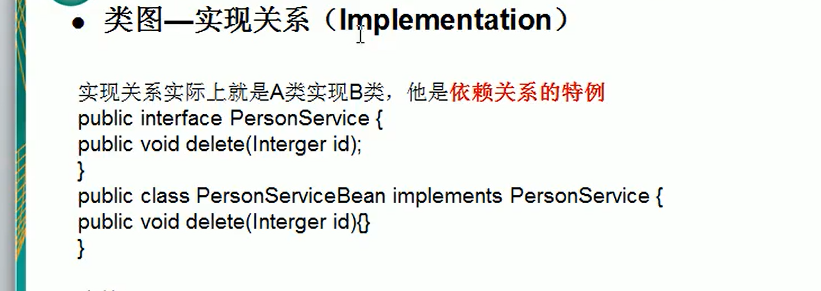 ● 类图—实现关系（Implementation）
实现关系实际上就是A类实现B类，他是依赖关系的特例
public interface PersonService {
public void delete(Interger id);
}
public class PersonServiceBean implements PersonService {
public void delete(Interger id){}
}